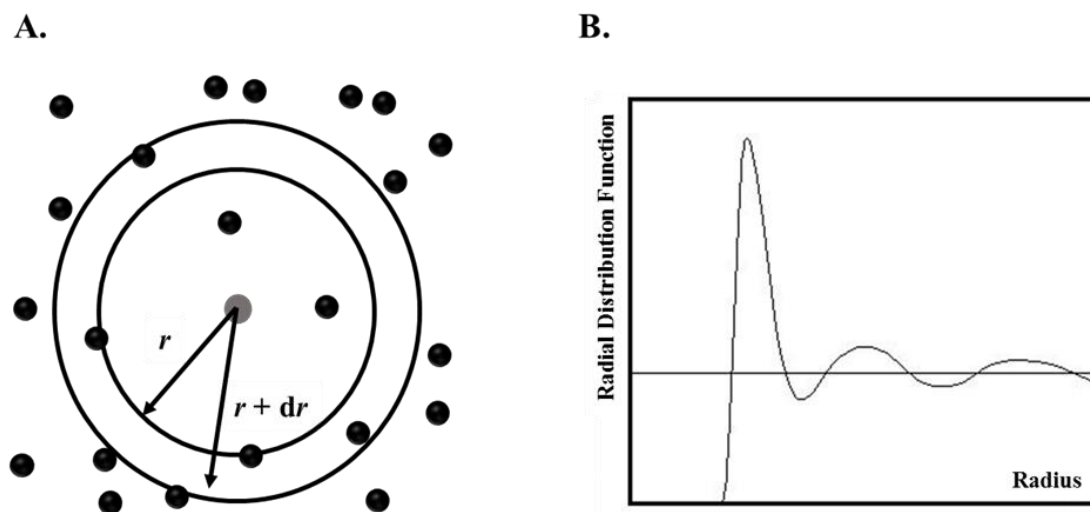 A.
B.
r
r + dr
Radial Distribution Function
Radius